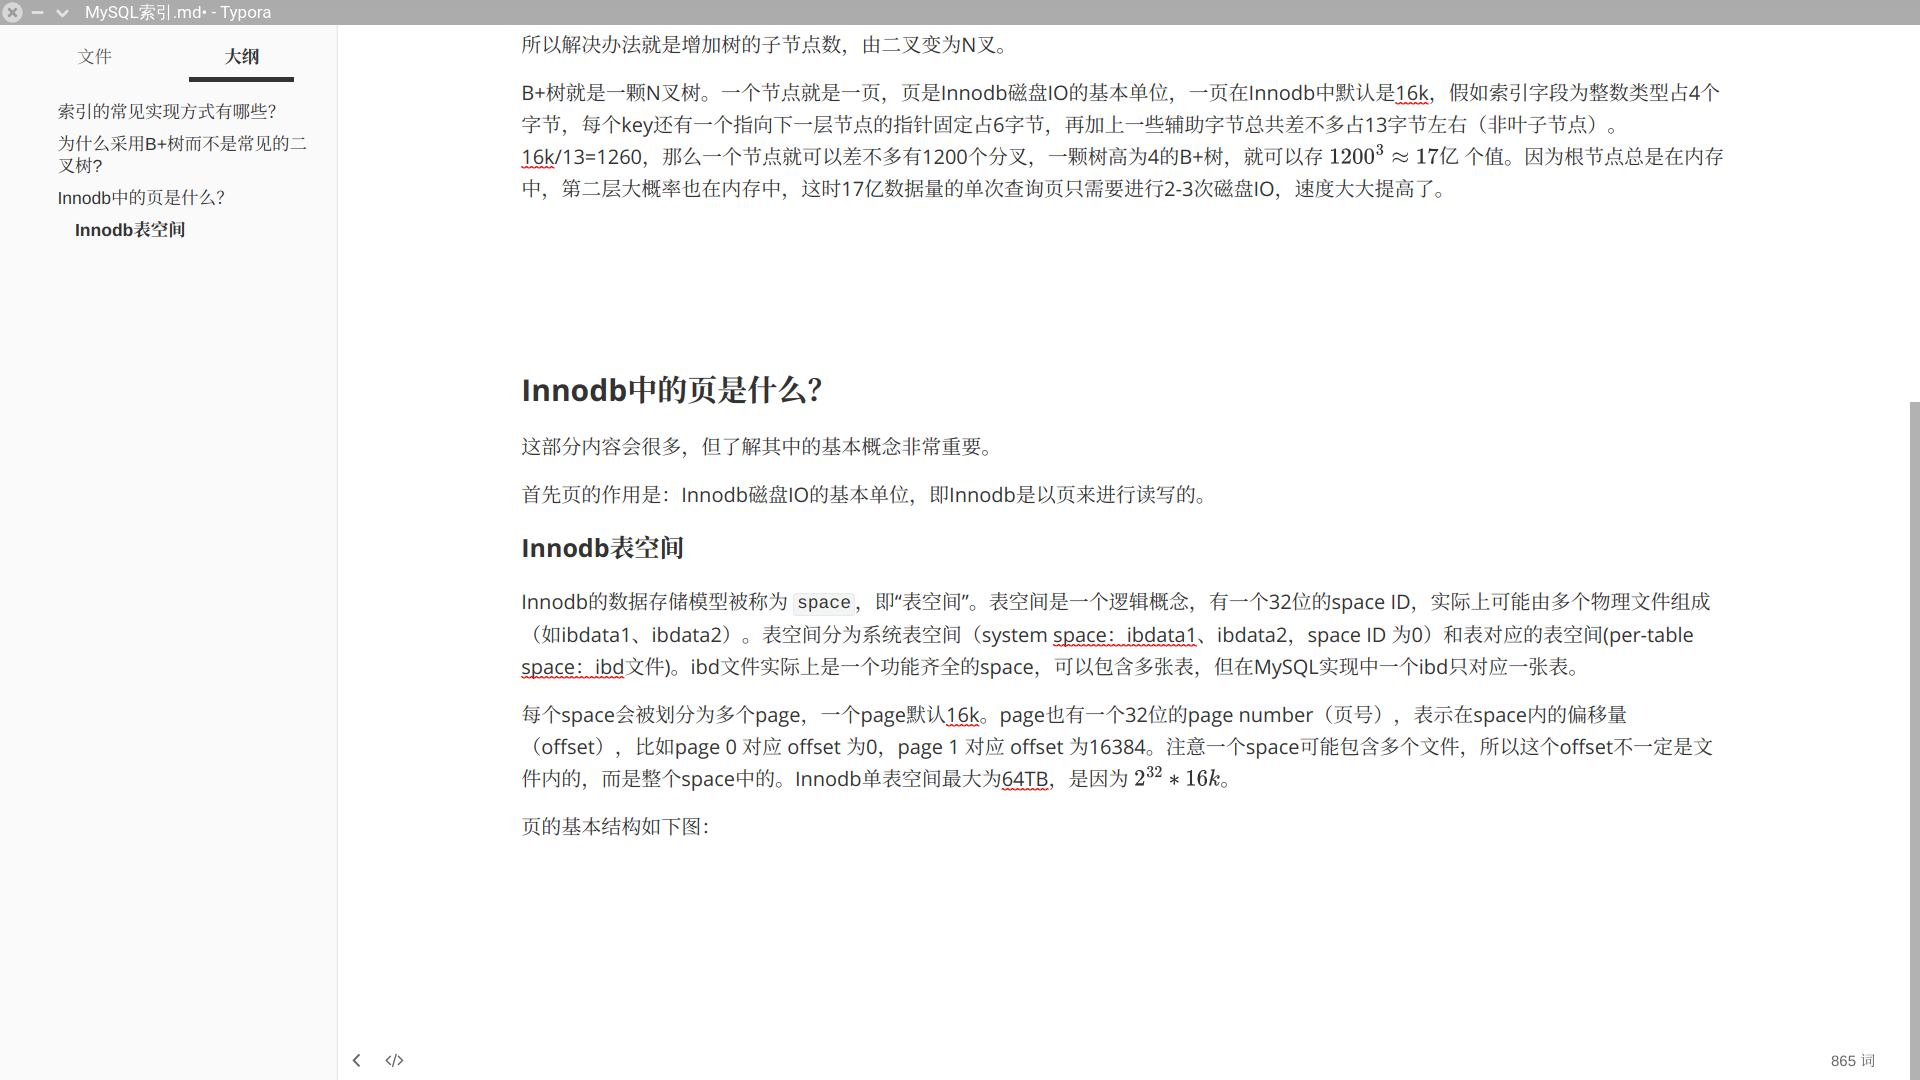 MySQL索引.md• - Typora
文件
大纲
索引的常见实现方式有哪些？
为什么采用B+树而不是常见的二
叉树？
Innodb中的页是什么？
Innodb表空间
所以解决办法就是增加树的子节点数，由二叉变为N叉。
B+树就是一颗N叉树。一个节点就是一页，页是Innodb磁盘IO的基本单位，一页在Innodb中默认是16k，假如索引字段为整数类型占4个
字节，每个key还有一个指向下一层节点的指针固定占6字节，再加上一些辅助字节总共差不多占13字节左右（非叶子节点）。
16k/13=1260，那么一个节点就可以差不多有1200个分叉，一颗树高为4的B+树，就可以存 1200³ ≈ 17亿 个值。因为根节点总是在内存
中，第二层大概率也在内存中，这时17亿数据量的单次查询页只需要进行2-3次磁盘IO，速度大大提高了。
Innodb中的页是什么？
这部分内容会很多，但了解其中的基本概念非常重要。
首先页的作用是：Innodb磁盘IO的基本单位，即Innodb是以页来进行读写的。
Innodb表空间
Innodb的数据存储模型被称为 space，即“表空间”。表空间是一个逻辑概念，有一个32位的space ID，实际上可能由多个物理文件组成
（如ibdata1、ibdata2）。表空间分为系统表空间（system space：ibdata1、ibdata2，space ID 为0）和表对应的表空间(per-table
space：ibd文件)。ibd文件实际上是一个功能齐全的space，可以包含多张表，但在MySQL实现中一个ibd只对应一张表。
每个space会被划分为多个page，一个page默认16k。page也有一个32位的page number（页号），表示在space内的偏移量
（offset），比如page 0 对应 offset 为0，page 1 对应 offset 为16384。注意一个space可能包含多个文件，所以这个offset不一定是文
件内的，而是整个space中的。Innodb单表空间最大为64TB，是因为 2³² * 16k。
页的基本结构如下图：
</>
865 词